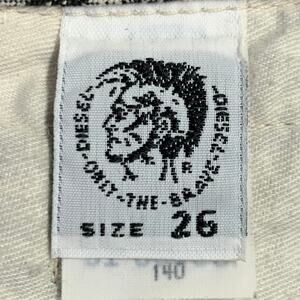 DIESEL-ONLY-THE-BRAVE-DIESEL
R
SIZE 26
140